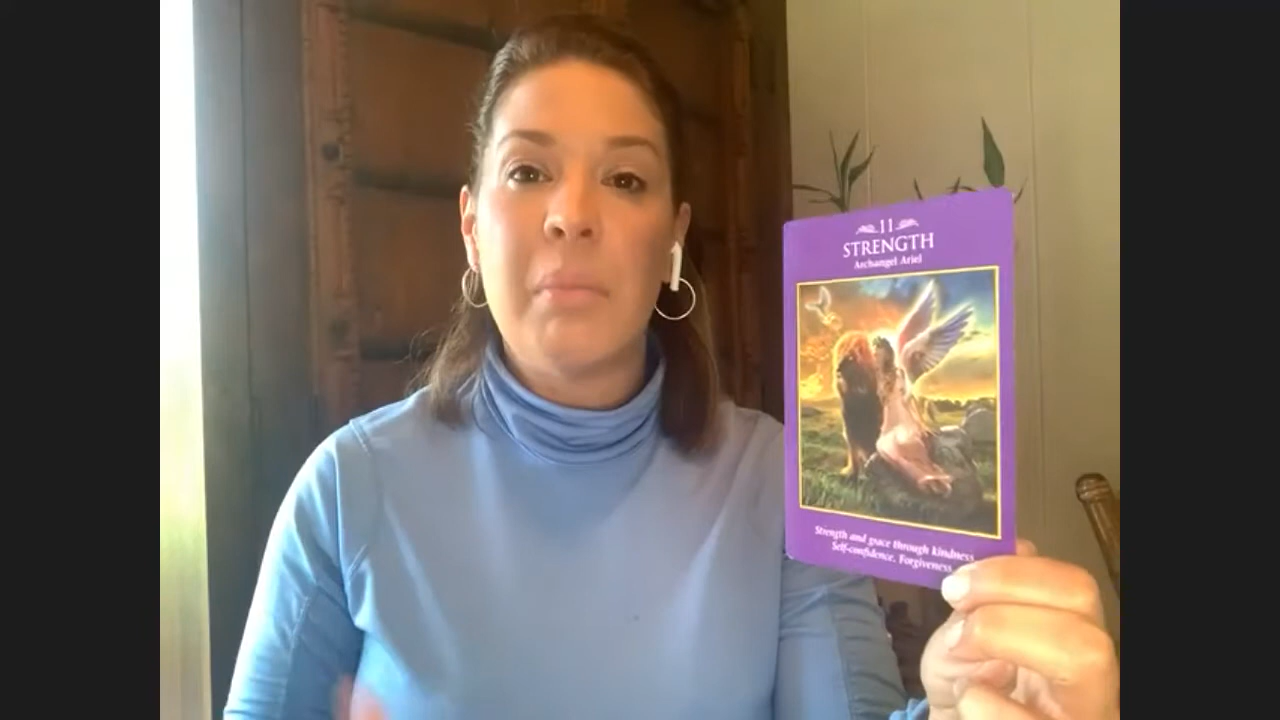 11
STRENGTH
Archangel Ariel
Strength and grace through kindness
Self-confidence. Forgiveness